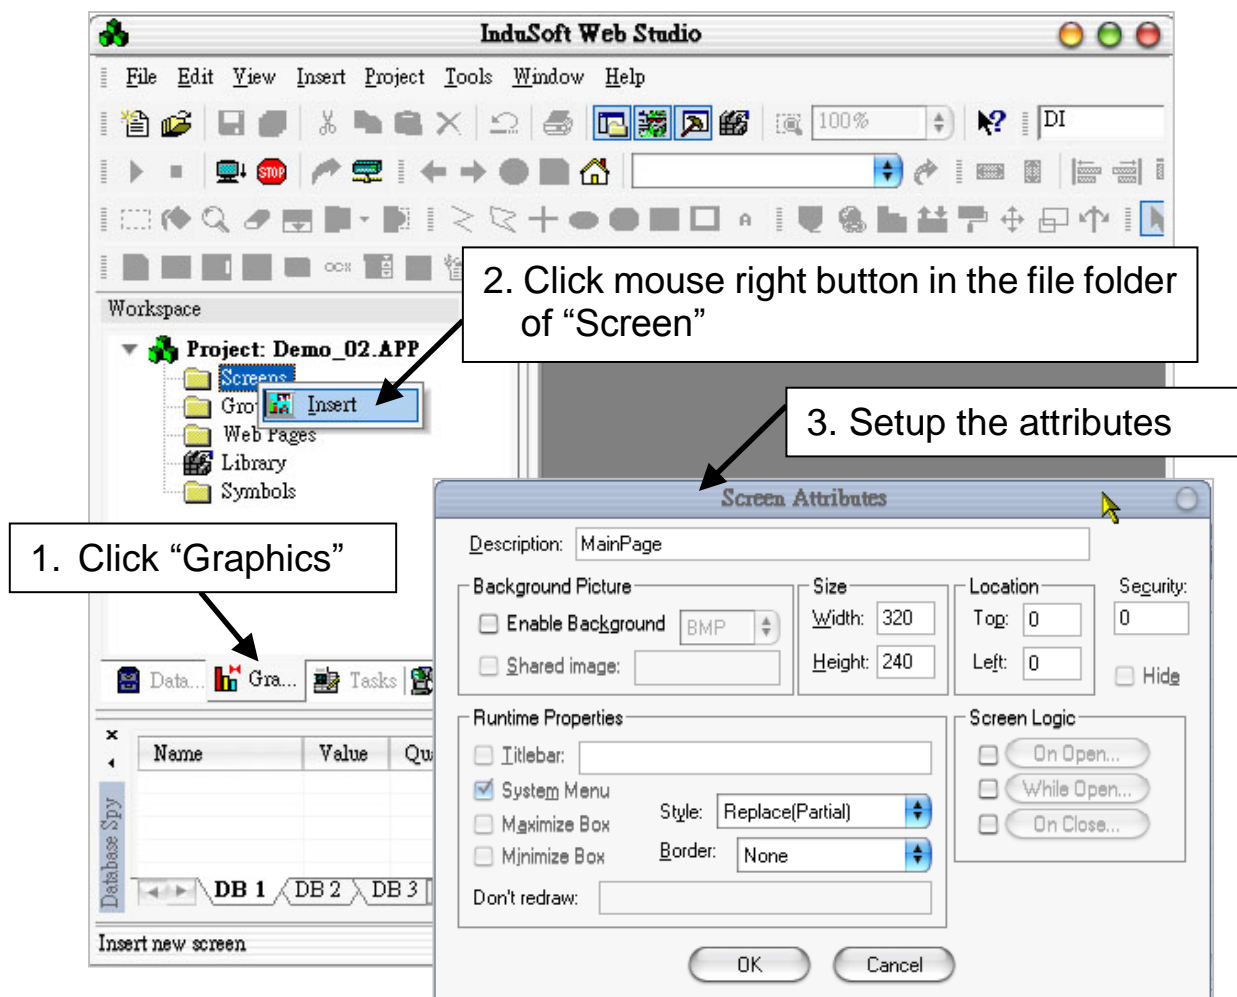 InduSoft Web Studio
File Edit View Insert Project Tools Window Help
100%
DI
STOP
A
OCX
2. Click mouse right button in the file folder
of “Screen”
Workspace
Project: Demo_02.APP
Screens
Insert
Web Pages
Library
Symbols
3. Setup the attributes
1. Click “Graphics”
Data... Gra... Tasks
Screen Attributes
Description: MainPage
Background Picture
Enable Background BMP
Shared image:
Size
Width: 320
Height: 240
Location
Top: 0
Left: 0
Security:
0
Hide
Runtime Properties
Titlebar:
System Menu
Maximize Box
Minimize Box
Style: Replace(Partial)
Border: None
Don't redraw:
Screen Logic
On Open...
While Open...
On Close...
OK Cancel
Name Value Qu
Database Spy
DB 1 DB 2 DB 3
Insert new screen